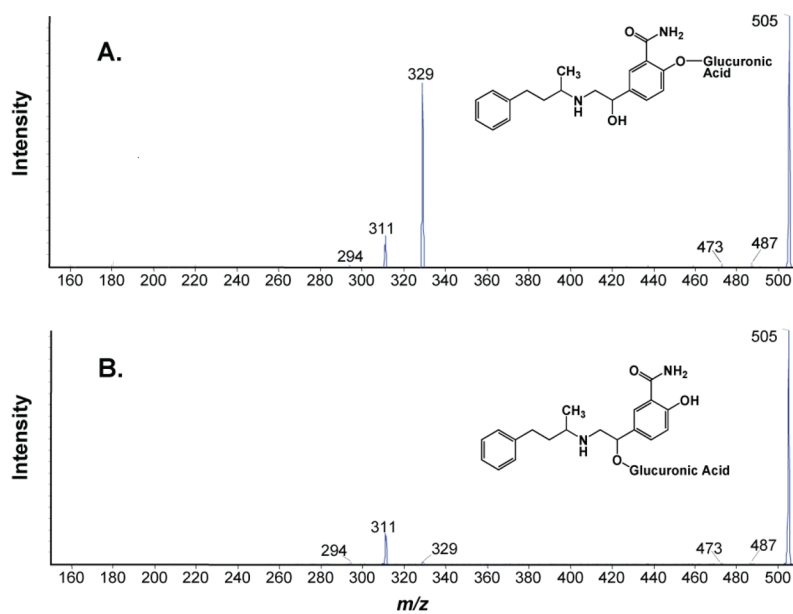 A.
Intensity
505
329
311
294
473
487
O
NH2
O—Glucuronic
Acid
CH3
N
H
OH
160 180 200 220 240 260 280 300 320 340 360 380 400 420 440 460 480 500
B.
Intensity
505
311
294
329
473
487
O
NH2
OH
CH3
N
H
O
Glucuronic Acid
160 180 200 220 240 260 280 300 320 340 360 380 400 420 440 460 480 500
m/z